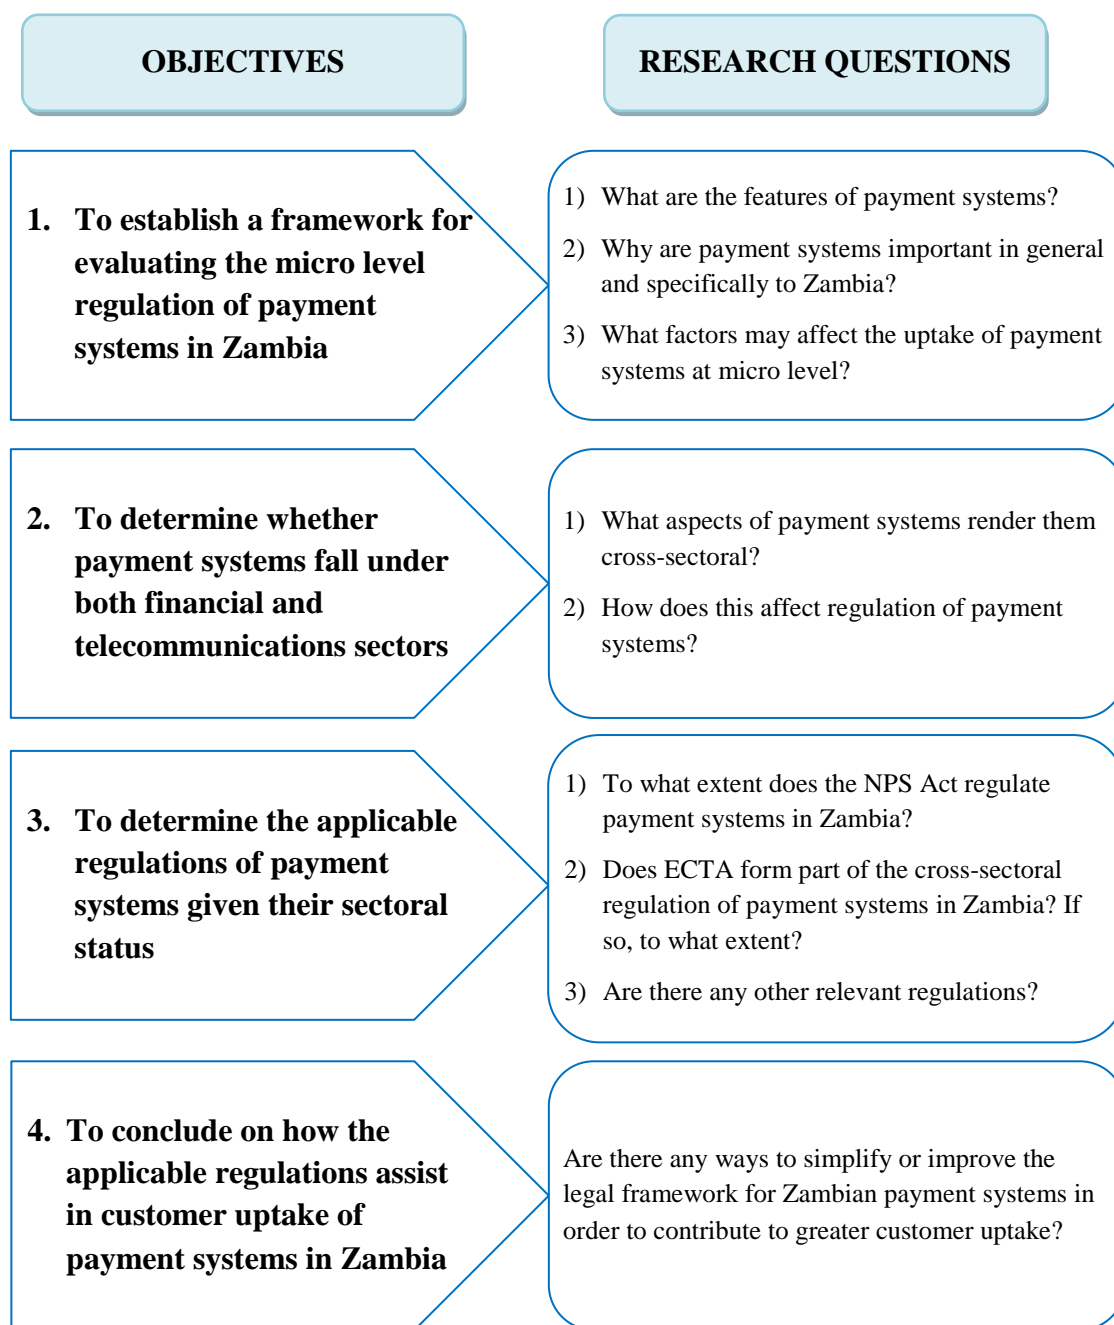 OBJECTIVES
RESEARCH QUESTIONS
1. To establish a framework for
evaluating the micro level
regulation of payment
systems in Zambia
1) What are the features of payment systems?
2) Why are payment systems important in general
and specifically to Zambia?
3) What factors may affect the uptake of payment
systems at micro level?
2. To determine whether
payment systems fall under
both financial and
telecommunications sectors
1) What aspects of payment systems render them
cross-sectoral?
2) How does this affect regulation of payment
systems?
3. To determine the applicable
regulations of payment
systems given their sectoral
status
1) To what extent does the NPS Act regulate
payment systems in Zambia?
2) Does ECTA form part of the cross-sectoral
regulation of payment systems in Zambia? If
so, to what extent?
3) Are there any other relevant regulations?
4. To conclude on how the
applicable regulations assist
in customer uptake of
payment systems in Zambia
Are there any ways to simplify or improve the
legal framework for Zambian payment systems in
order to contribute to greater customer uptake?